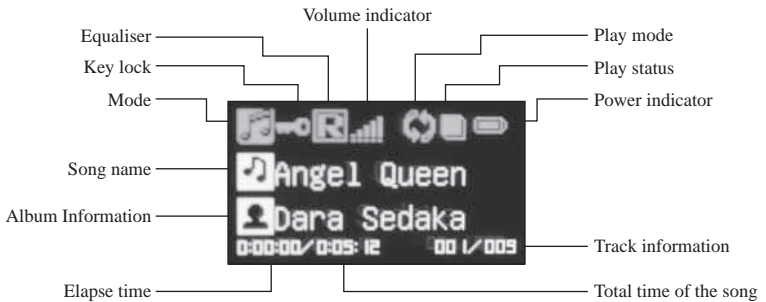 Volume indicator
Equaliser
Play mode
Key lock
Play status
Mode
Power indicator
R
Song name
Angel Queen
Album Information
Dara Sedaka
0:00:00/0:05:12 001/009
Track information
Elapse time
Total time of the song